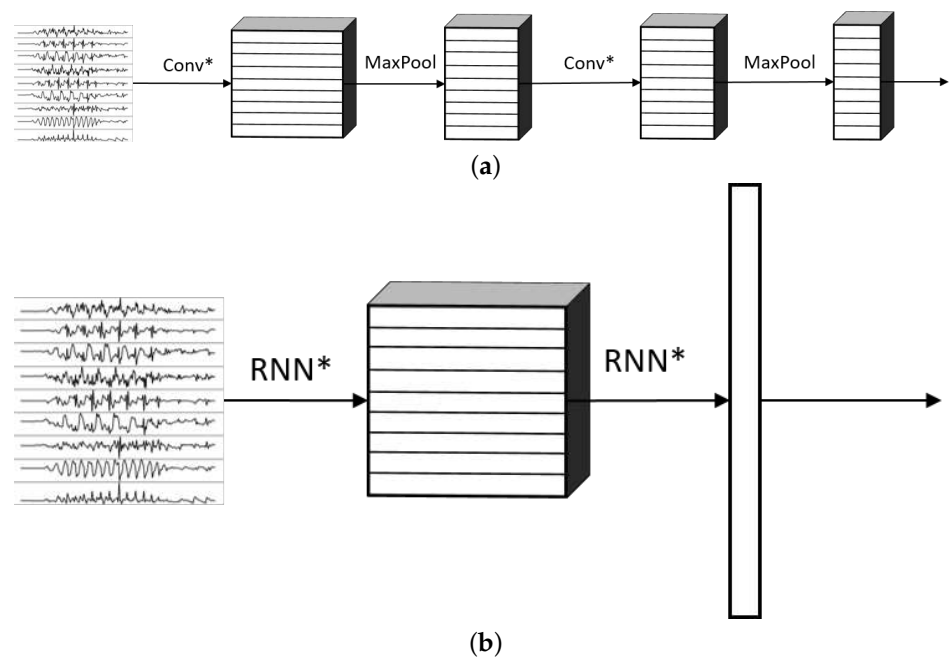 Conv*
MaxPool
Conv*
MaxPool
(a)
RNN*
RNN*
(b)